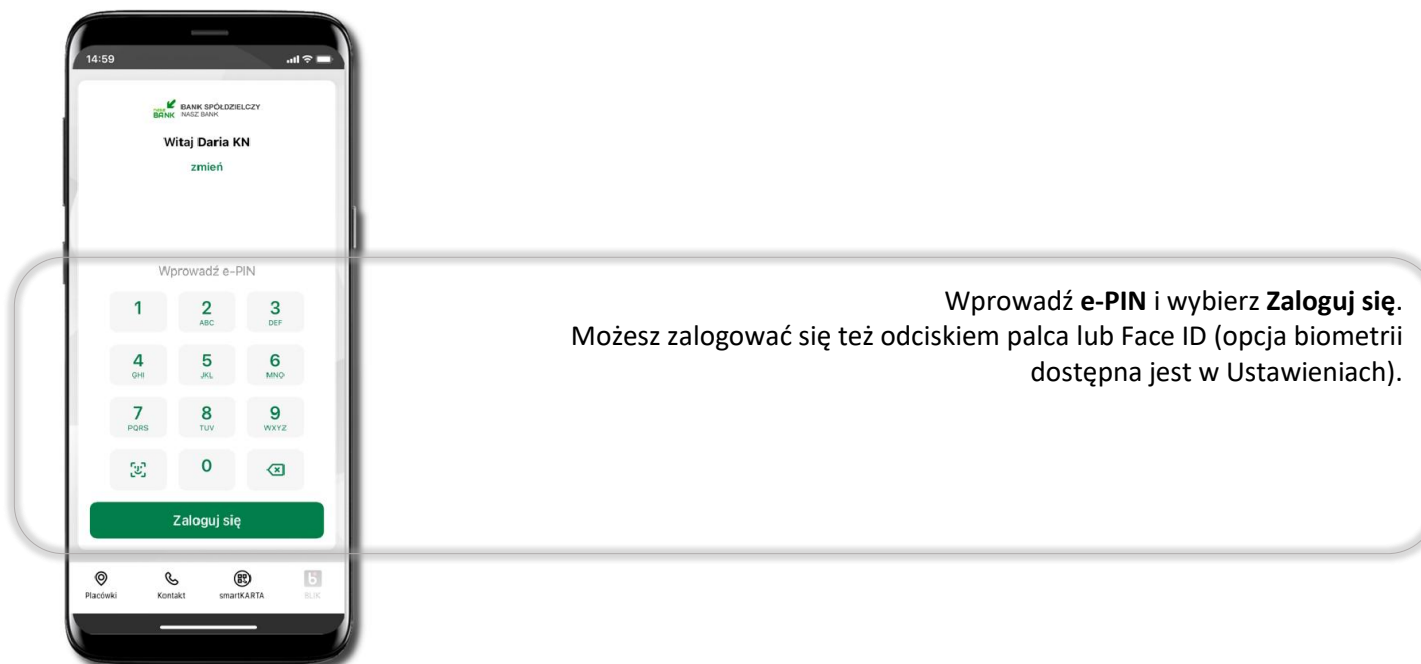 14:59
NASZ BANK BANK SPÓŁDZIELCZY
NASZ BANK
Witaj Daria KN
zmień
Wprowadź e-PIN
1 2 3
ABC DEF
4 5 6
GHI JKL MNO
7 8 9
PQRS TUV WXYZ
0
Zaloguj się
Placówki Kontakt smartKARTA BLIK
Wprowadź e-PIN i wybierz Zaloguj się.
Możesz zalogować się też odciskiem palca lub Face ID (opcja biometrii
dostępna jest w Ustawieniach).